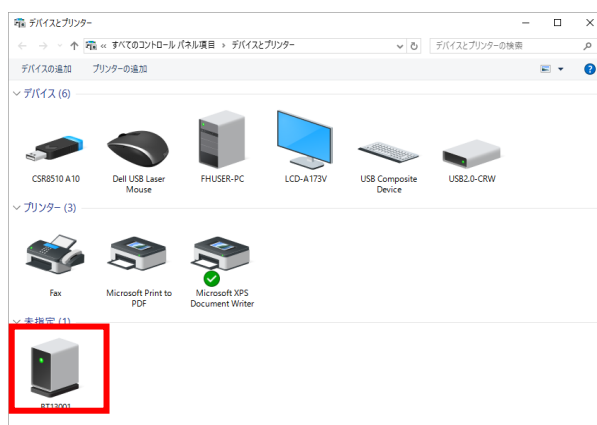 デバイスとプリンター
« すべてのコントロール パネル項目 › デバイスとプリンター
デバイスとプリンターの検索
デバイスの追加 プリンターの追加
デバイス (6)
CSR8510 A10
Dell USB Laser
Mouse
FHUSER-PC
LCD-A173V
USB Composite
Device
USB2.0-CRW
プリンター (3)
Fax
Microsoft Print to
PDF
Microsoft XPS
Document Writer
未指定 (1)
BT13001